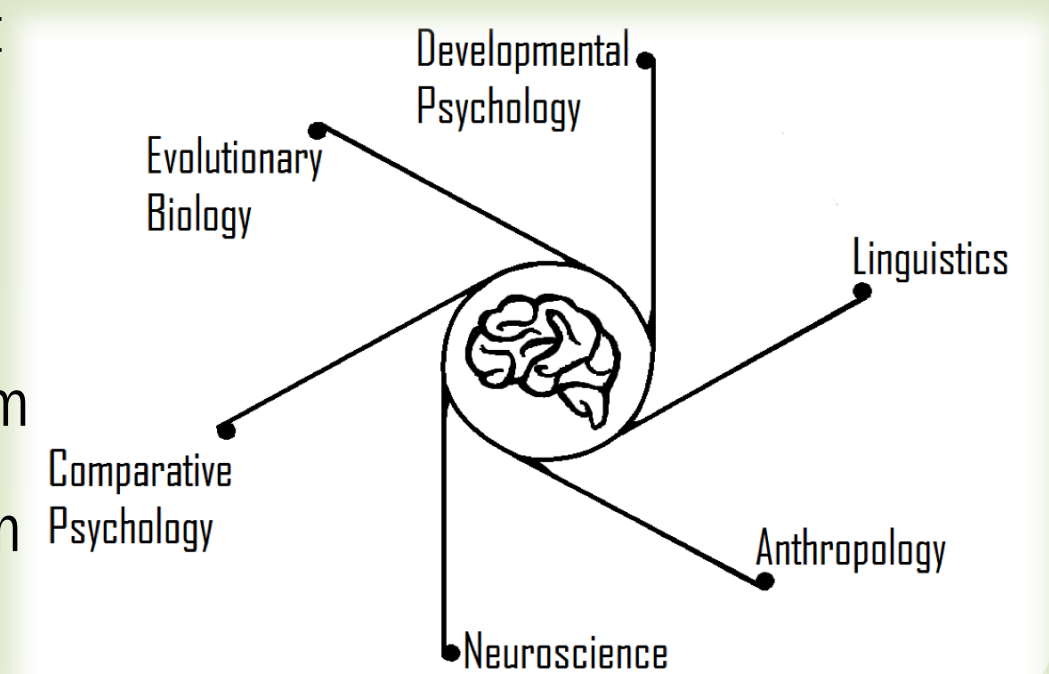 Developmental
Psychology
Evolutionary
Biology
Linguistics
m
Comparative
n Psychology
Anthropology
Neuroscience